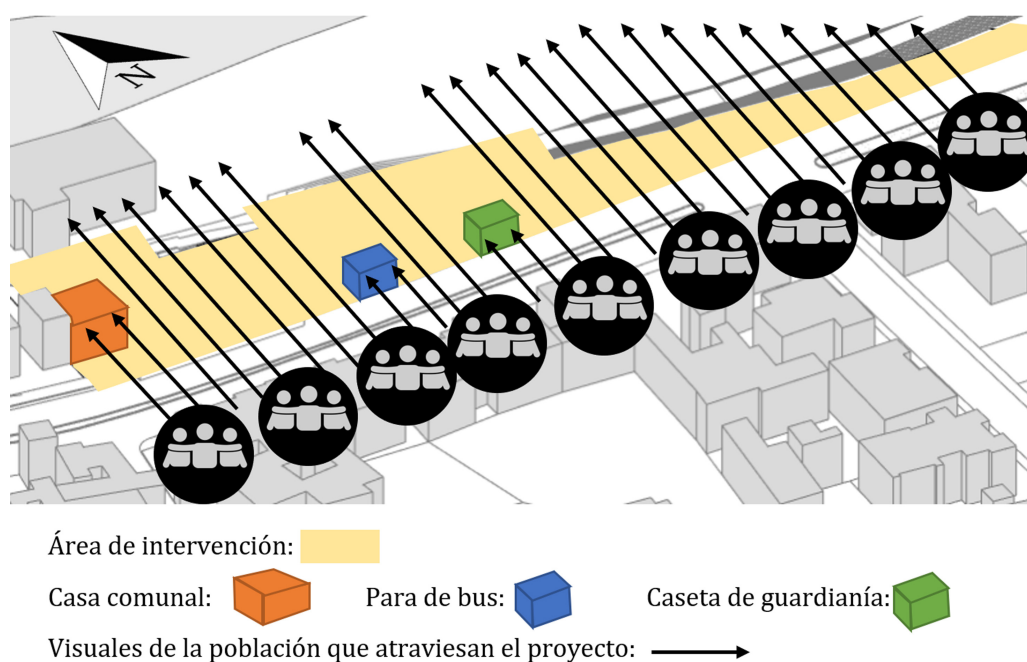 N
Área de intervención:
Casa comunal: Para de bus: Caseta de guardianía:
Visuales de la población que atraviesan el proyecto: